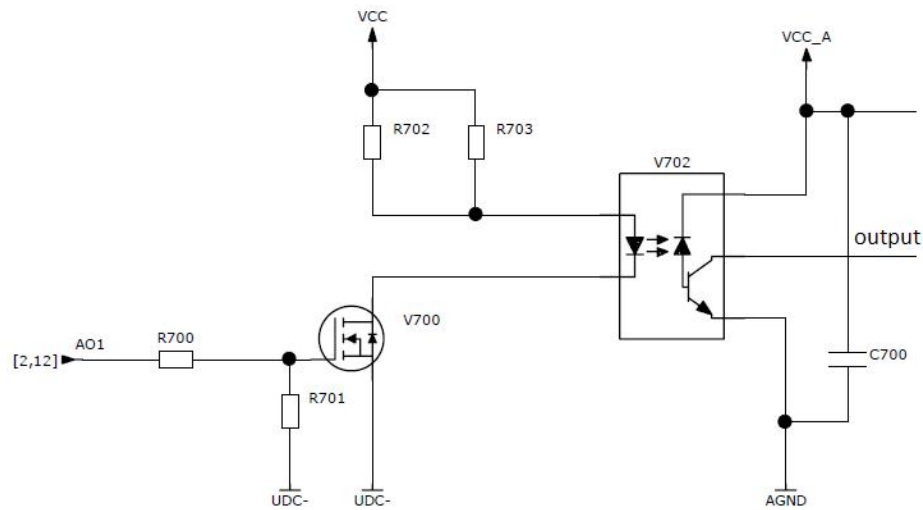 VCC
VCC_A
R702
R703
V702
output
V700
R700
AO1
[2,12]
R701
C700
UDC-
UDC-
AGND